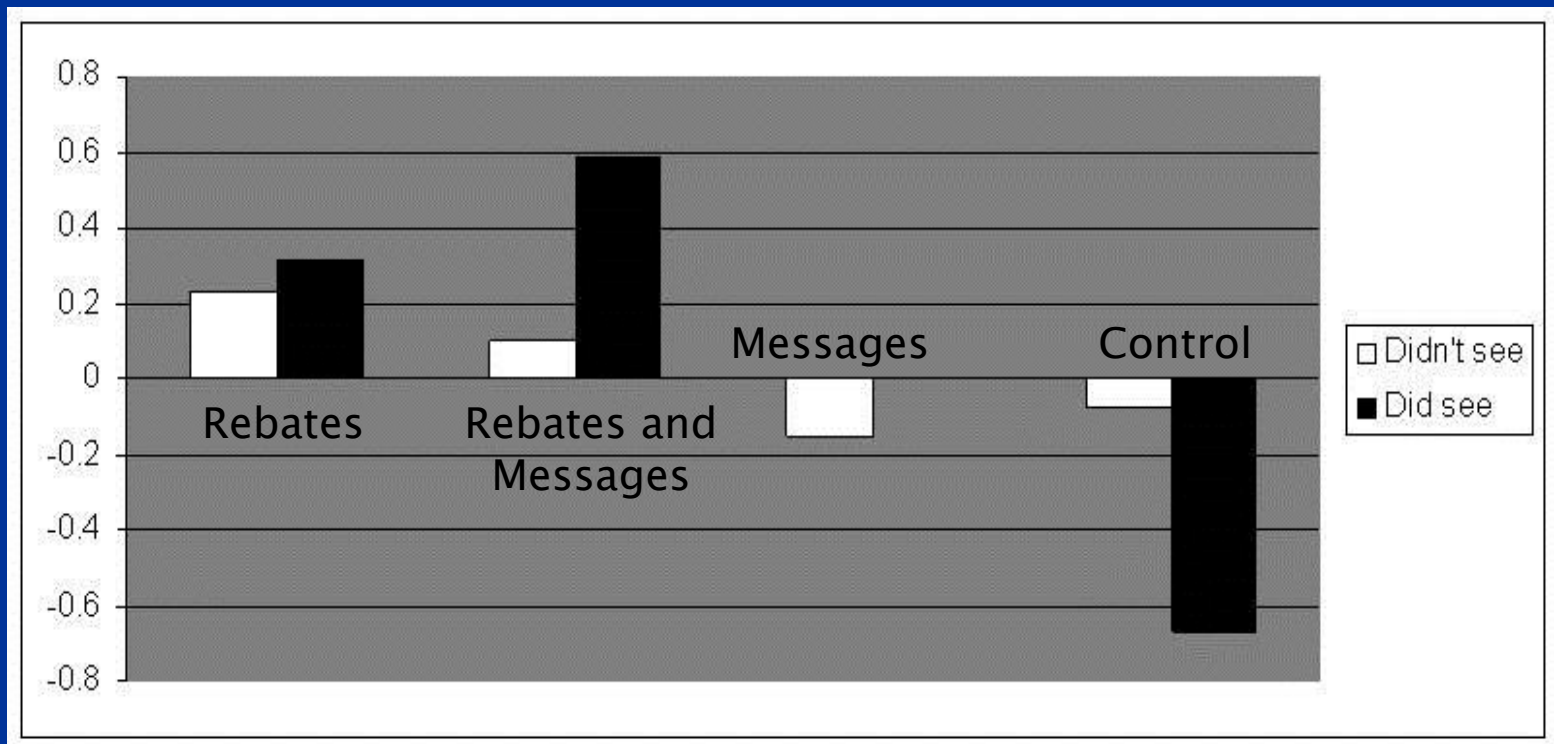 0.8
0.6
0.4
0.2
0
-0.2
-0.4
-0.6
-0.8
Rebates
Rebates and
Messages
Messages
Control
Didn't see
Did see